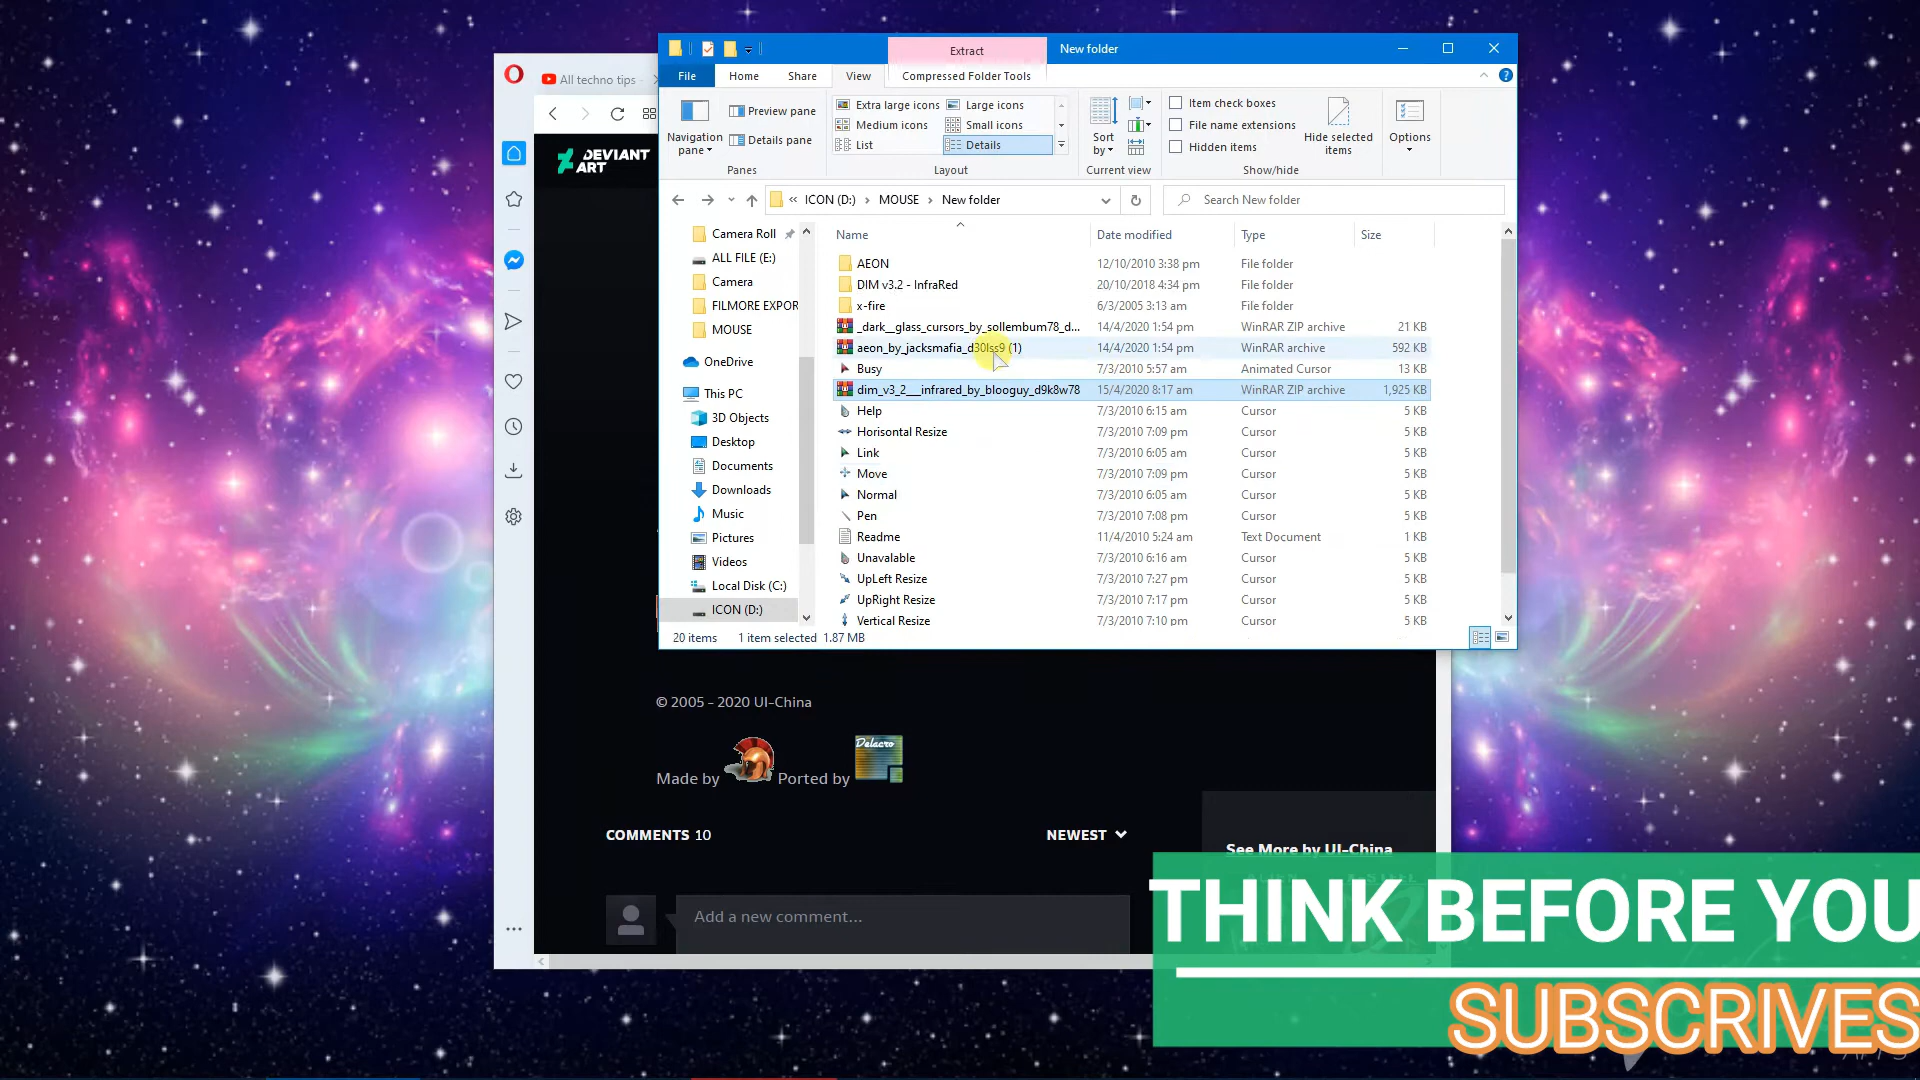 Extract
New folder
All techno tips
File
Home
Share
View
Compressed Folder Tools
Navigation pane
Preview pane
Details pane
Panes
Extra large icons
Large icons
Medium icons
Small icons
List
Details
Layout
Sort by
Current view
Item check boxes
File name extensions
Hidden items
Hide selected items
Show/hide
Options
DEVIANT ART
« ICON (D:) › MOUSE › New folder
Search New folder
Name Date modified Type Size
Camera Roll
ALL FILE (E:)
Camera
FILMORE EXPOR
MOUSE
OneDrive
This PC
3D Objects
Desktop
Documents
Downloads
Music
Pictures
Videos
Local Disk (C:)
ICON (D:)
AEON 12/10/2010 3:38 pm File folder
DIM v3.2 - InfraRed 20/10/2018 4:34 pm File folder
x-fire 6/3/2005 3:13 am File folder
_dark__glass_cursors_by_sollembum78_d... 14/4/2020 1:54 pm WinRAR ZIP archive 21 KB
aeon_by_jacksmafia_d30lss9 (1) 14/4/2020 1:54 pm WinRAR archive 592 KB
Busy 7/3/2010 5:57 am Animated Cursor 13 KB
dim_v3_2___infrared_by_blooguy_d9k8w78 15/4/2020 8:17 am WinRAR ZIP archive 1,925 KB
Help 7/3/2010 6:15 am Cursor 5 KB
Horisontal Resize 7/3/2010 7:09 pm Cursor 5 KB
Link 7/3/2010 6:05 am Cursor 5 KB
Move 7/3/2010 7:09 pm Cursor 5 KB
Normal 7/3/2010 6:05 am Cursor 5 KB
Pen 7/3/2010 7:08 pm Cursor 5 KB
Readme 11/4/2010 5:24 am Text Document 1 KB
Unavalable 7/3/2010 6:16 am Cursor 5 KB
UpLeft Resize 7/3/2010 7:27 pm Cursor 5 KB
UpRight Resize 7/3/2010 7:17 pm Cursor 5 KB
Vertical Resize 7/3/2010 7:10 pm Cursor 5 KB
20 items 1 item selected 1.87 MB
© 2005 - 2020 UI-China
Delacro
Made by Ported by
COMMENTS 10
NEWEST
See More by UI-China
Add a new comment...
THINK BEFORE YOU
SUBSCRIVES